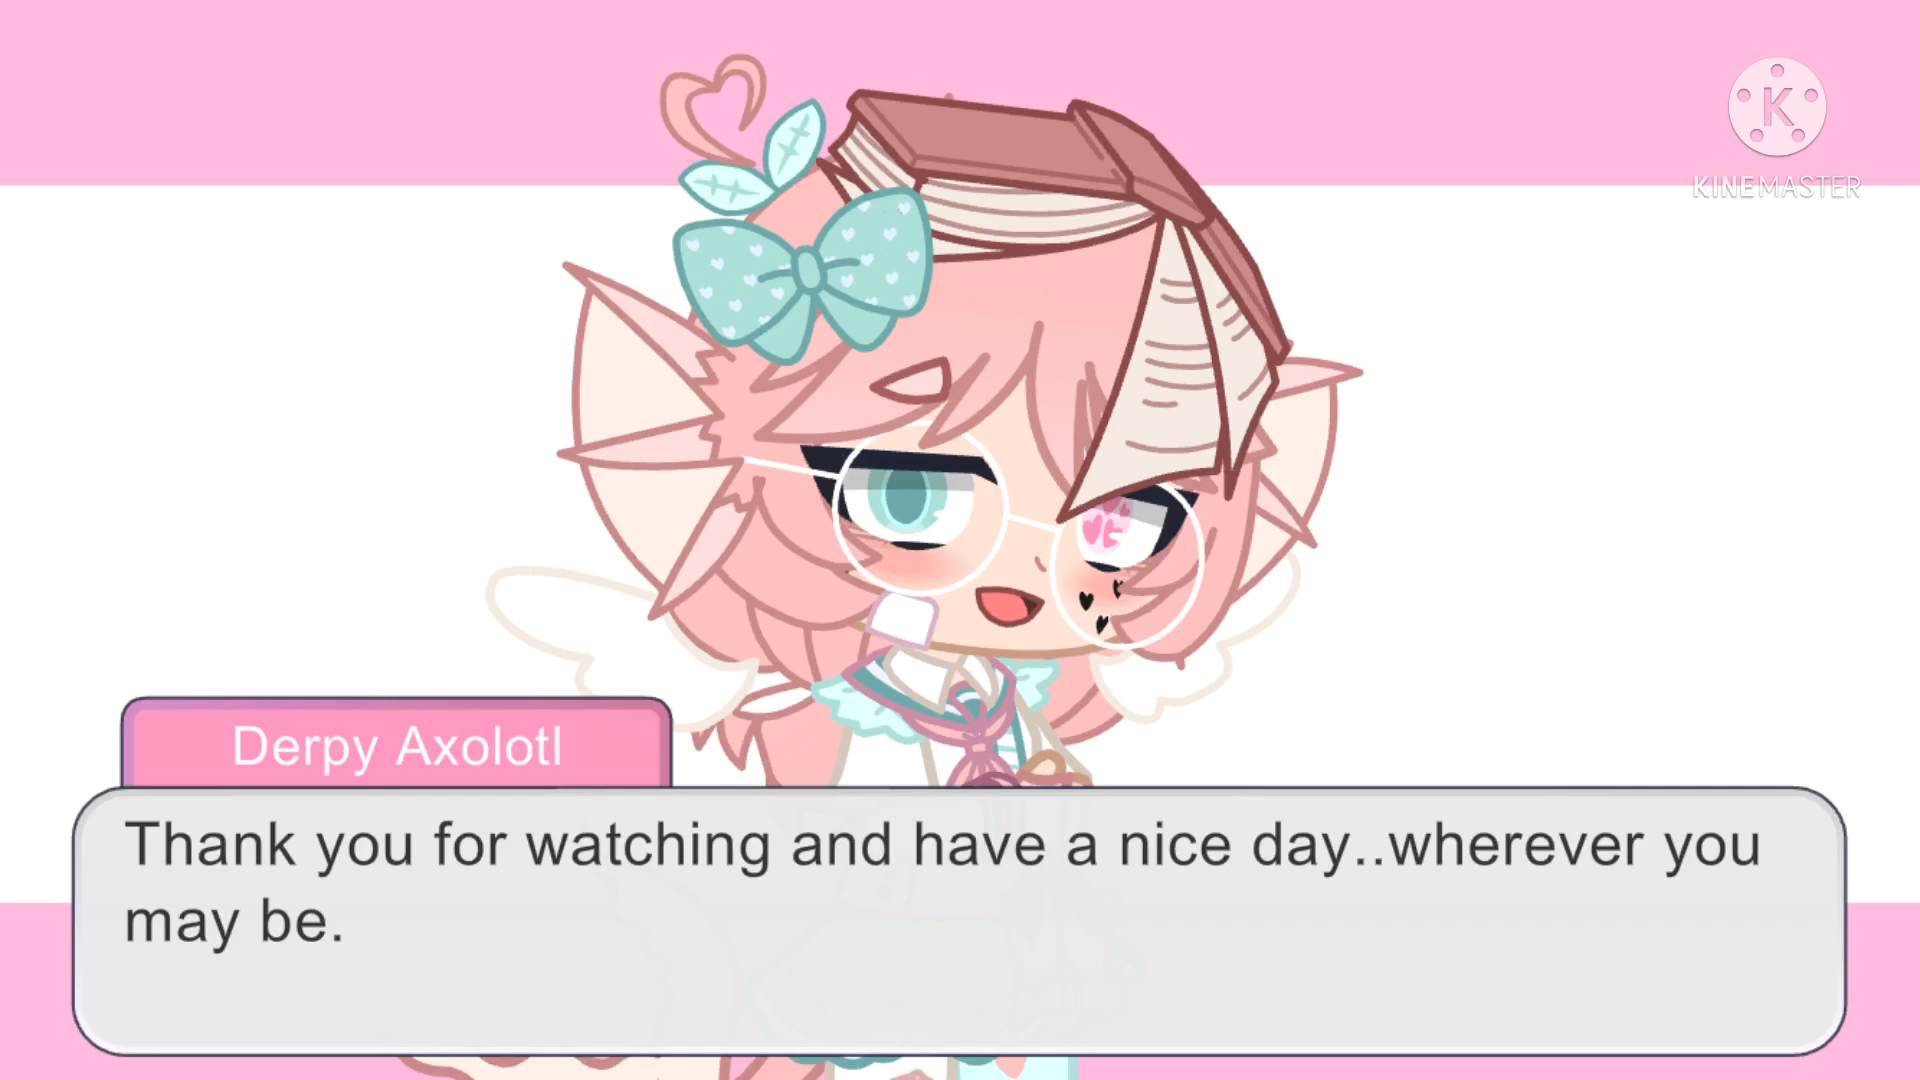 K
KINEMASTER
Derpy Axolotl
Thank you for watching and have a nice day..wherever you
may be.